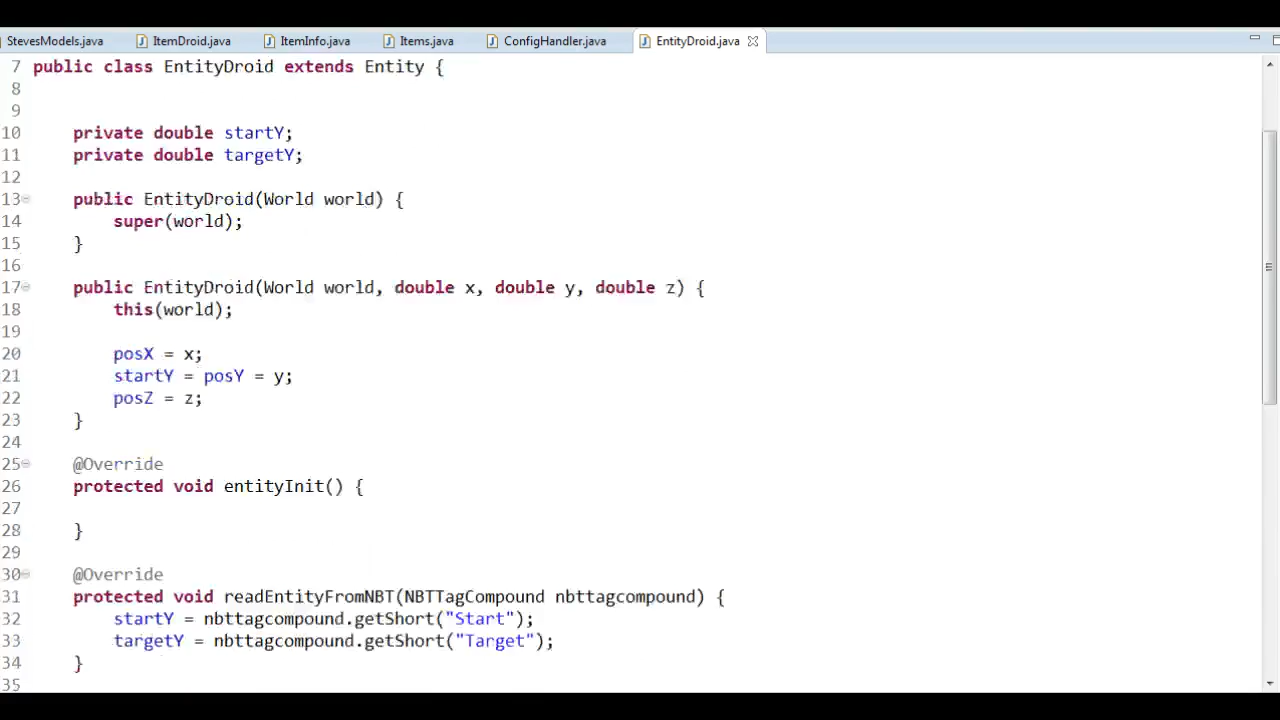 StevesModels.java ItemDroid.java ItemInfo.java Items.java ConfigHandler.java EntityDroid.java
7 public class EntityDroid extends Entity {
8
9
10 private double startY;
11 private double targetY;
12
13 public EntityDroid(World world) {
14 super(world);
15 }
16
17 public EntityDroid(World world, double x, double y, double z) {
18 this(world);
19
20 posX = x;
21 startY = posY = y;
22 posZ = z;
23 }
24
25 @Override
26 protected void entityInit() {
27
28 }
29
30 @Override
31 protected void readEntityFromNBT(NBTTagCompound nbttagcompound) {
32 startY = nbttagcompound.getShort("Start");
33 targetY = nbttagcompound.getShort("Target");
34 }
35